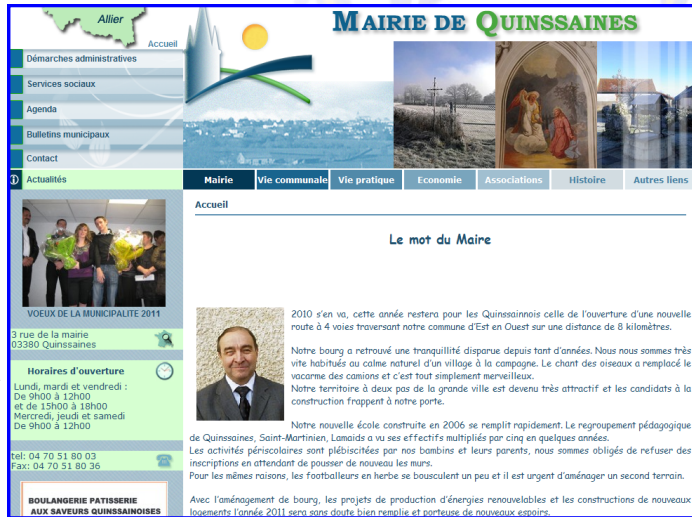 Allier
Accueil
Démarches administratives
Services sociaux
Agenda
Bulletins municipaux
Contact
Actualités
MAIRIE DE QUINSSAINES
Mairie
Vie communale
Vie pratique
Economie
Associations
Histoire
Autres liens
VOEUX DE LA MUNICIPALITE 2011
3 rue de la mairie
03380 Quinssaines
Horaires d'ouverture
Lundi, mardi et vendredi :
De 9h00 à 12h00
et de 15h00 à 18h00
Mercredi, jeudi et samedi
De 9h00 à 12h00
tel: 04 70 51 80 03
Fax: 04 70 51 80 36
BOULANGERIE PATISSERIE
AUX SAVEURS QUINSSAINOISES
Accueil
Le mot du Maire
2010 s'en va, cette année restera pour les Quinssainnois celle de l'ouverture d'une nouvelle
route à 4 voies traversant notre commune d'Est en Ouest sur une distance de 8 kilomètres.
Notre bourg a retrouvé une tranquillité disparue depuis tant d'années. Nous nous sommes très
vite habitués au calme naturel d'un village à la campagne. Le chant des oiseaux a remplacé le
vacarme des camions et c'est tout simplement merveilleux.
Notre territoire à deux pas de la grande ville est devenu très attractif et les candidats à la
construction frappent à notre porte.
Notre nouvelle école construite en 2006 se remplit rapidement. Le regroupement pédagogique
de Quinssaines, Saint-Martinien, Lamaids a vu ses effectifs multipliés par cinq en quelques années.
Les activités périscolaires sont plébiscitées par nos bambins et leurs parents, nous sommes obligés de refuser des
inscriptions en attendant de pousser de nouveau les murs.
Pour les mêmes raisons, les footballeurs en herbe se bousculent un peu et il est urgent d'aménager un second terrain.
Avec l'aménagement de bourg, les projets de production d'énergies renouvelables et les constructions de nouveaux
logements l'année 2011 sera sans doute bien remplie et porteuse de nouveaux espoirs.